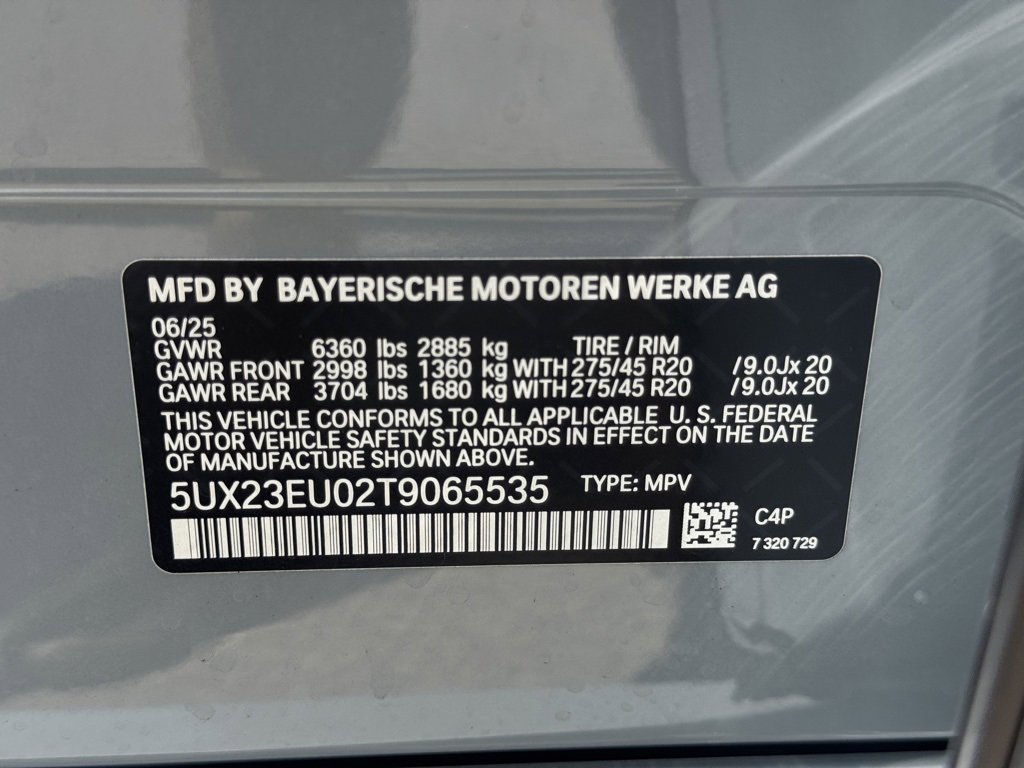 MFD BY BAYERISCHE MOTOREN WERKE AG
06/25
GVWR 6360 lbs 2885 kg TIRE / RIM
GAWR FRONT 2998 lbs 1360 kg WITH 275/45 R20 /9.0Jx 20
GAWR REAR 3704 lbs 1680 kg WITH 275/45 R20 /9.0Jx 20
THIS VEHICLE CONFORMS TO ALL APPLICABLE U. S. FEDERAL
MOTOR VEHICLE SAFETY STANDARDS IN EFFECT ON THE DATE
OF MANUFACTURE SHOWN ABOVE.
5UX23EU02T9065535 TYPE: MPV
C4P
7 320 729